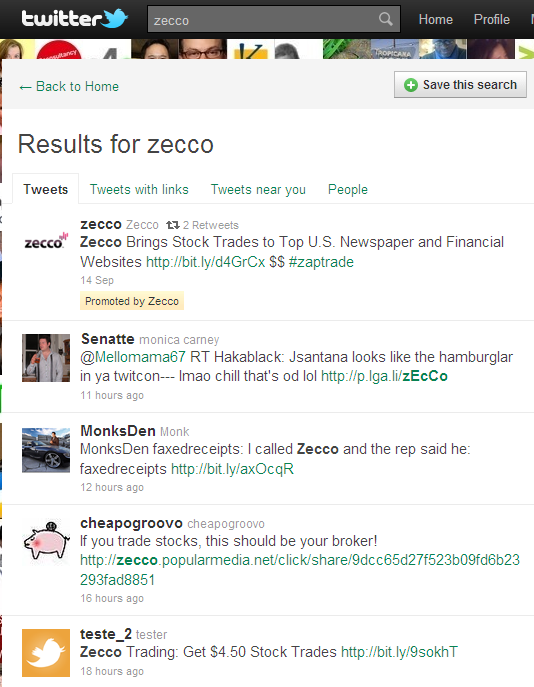 twitter
zecco
Home
Profile
← Back to Home
Save this search
Results for zecco
Tweets
Tweets with links
Tweets near you
People
zecco
zecco Zecco 2 Retweets
Zecco Brings Stock Trades to Top U.S. Newspaper and Financial
Websites http://bit.ly/d4GrCx $$ #zaptrade
14 Sep
Promoted by Zecco
Senatte monica carney
@Mellomama67 RT Hakablack: Jsantana looks like the hamburglar
in ya twitcon--- lmao chill that's od lol http://p.lga.li/zEcCo
11 hours ago
MonksDen Monk
MonksDen faxedreceipts: I called Zecco and the rep said he:
faxedreceipts http://bit.ly/axOcqR
12 hours ago
cheapogroovo cheapogroovo
If you trade stocks, this should be your broker!
http://zecco.popularmedia.net/click/share/9dcc65d27f523b09fd6b23
293fad8851
16 hours ago
teste_2 tester
Zecco Trading: Get $4.50 Stock Trades http://bit.ly/9sokhT
18 hours ago